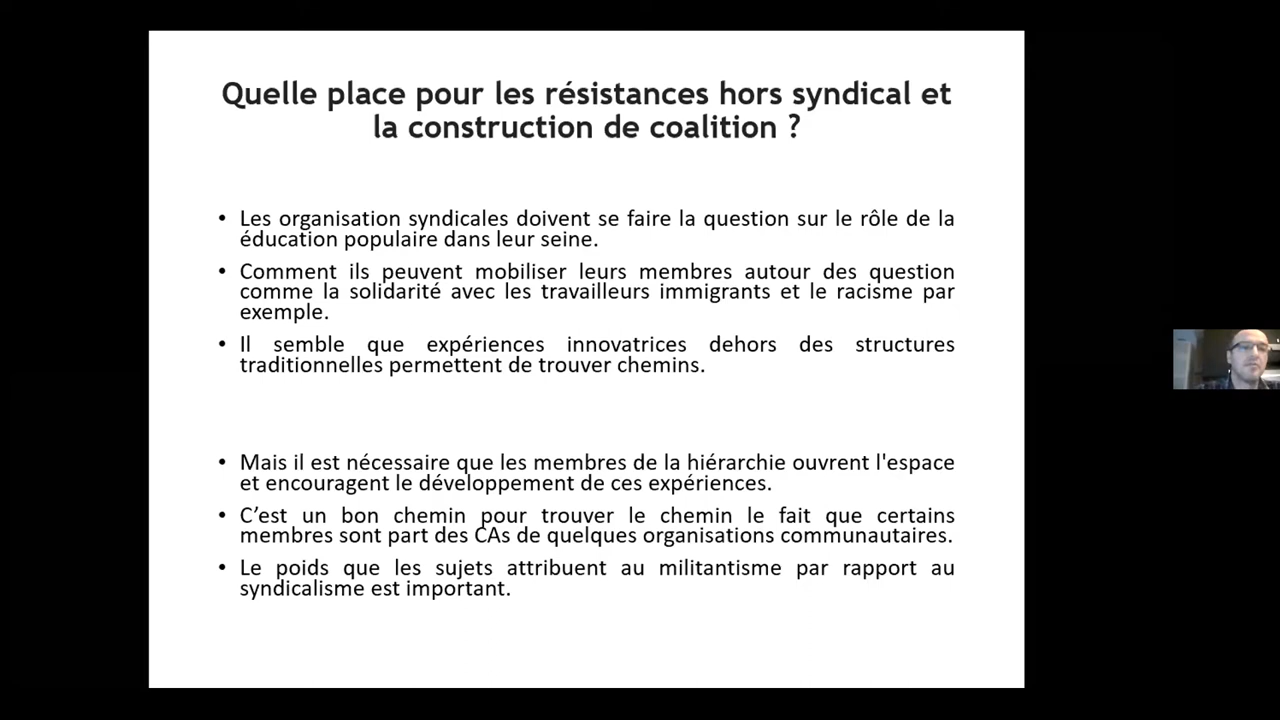 Quelle place pour les résistances hors syndical et
la construction de coalition ?
• Les organisation syndicales doivent se faire la question sur le rôle de la
éducation populaire dans leur seine.
• Comment ils peuvent mobiliser leurs membres autour des question
comme la solidarité avec les travailleurs immigrants et le racisme par
exemple.
• Il semble que expériences innovatrices dehors des structures
traditionnelles permettent de trouver chemins.
• Mais il est nécessaire que les membres de la hiérarchie ouvrent l'espace
et encouragent le développement de ces expériences.
• C’est un bon chemin pour trouver le chemin le fait que certains
membres sont part des CAs de quelques organisations communautaires.
• Le poids que les sujets attribuent au militantisme par rapport au
syndicalisme est important.